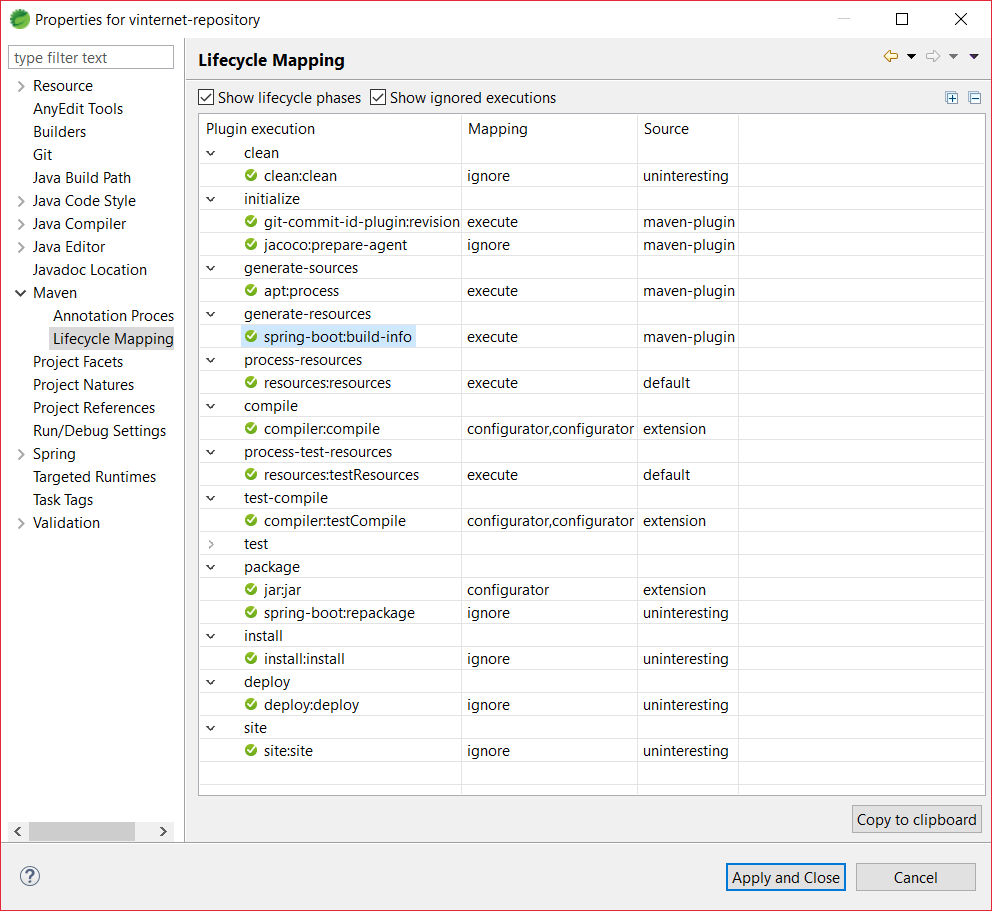 Properties for vinternet-repository
type filter text
Resource
AnyEdit Tools
Builders
Git
Java Build Path
Java Code Style
Java Compiler
Java Editor
Javadoc Location
Maven
Annotation Proces
Lifecycle Mapping
Project Facets
Project Natures
Project References
Run/Debug Settings
Spring
Targeted Runtimes
Task Tags
Validation
Lifecycle Mapping
Show lifecycle phases Show ignored executions
Plugin execution Mapping Source
clean
clean:clean ignore uninteresting
initialize
git-commit-id-plugin:revision execute maven-plugin
jacoco:prepare-agent ignore maven-plugin
generate-sources
apt:process execute maven-plugin
generate-resources
spring-boot:build-info execute maven-plugin
process-resources
resources:resources execute default
compile
compiler:compile configurator,configurator extension
process-test-resources
resources:testResources execute default
test-compile
compiler:testCompile configurator,configurator extension
test
package
jar:jar configurator extension
spring-boot:repackage ignore uninteresting
install
install:install ignore uninteresting
deploy
deploy:deploy ignore uninteresting
site
site:site ignore uninteresting
Copy to clipboard
?
Apply and Close Cancel